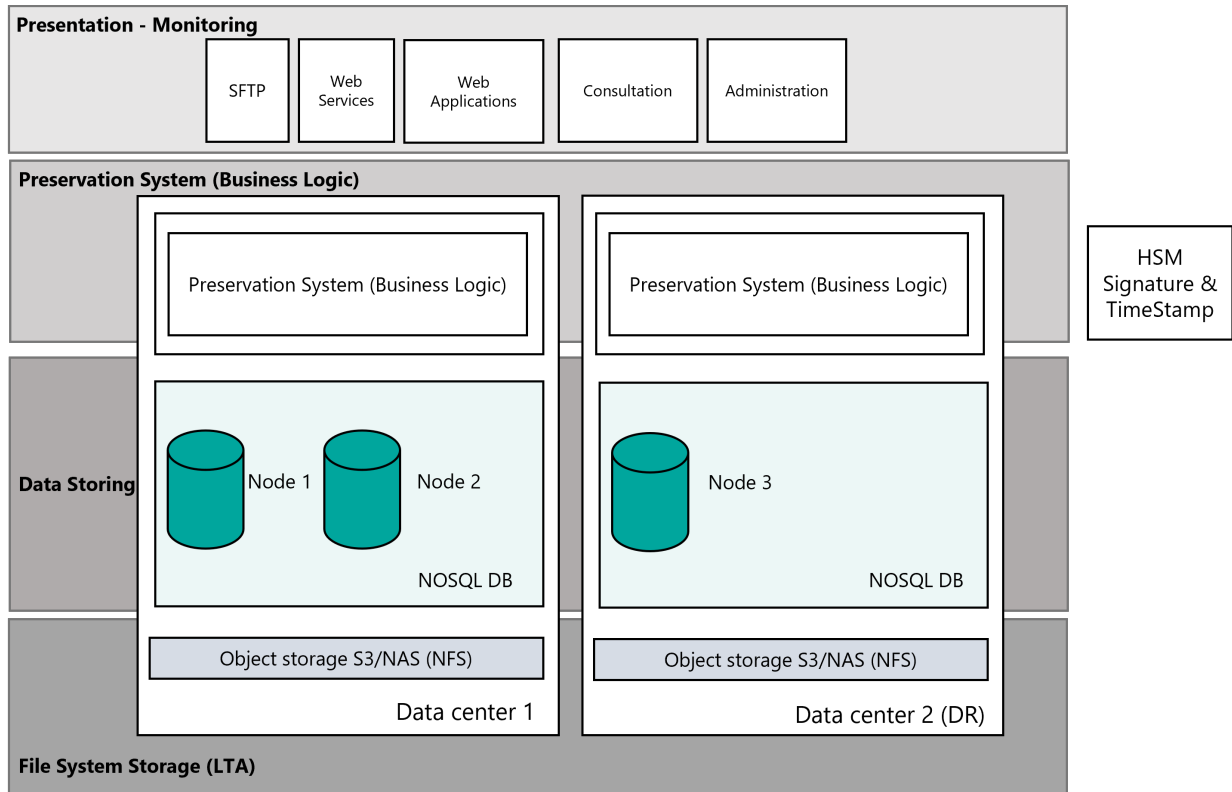 Presentation - Monitoring
SFTP
Web
Services
Web
Applications
Consultation
Administration
Preservation System (Business Logic)
Preservation System (Business Logic)
Preservation System (Business Logic)
HSM
Signature &
TimeStamp
Data Storing
Node 1
Node 2
NOSQL DB
Node 3
NOSQL DB
Object storage S3/NAS (NFS)
Object storage S3/NAS (NFS)
Data center 1
Data center 2 (DR)
File System Storage (LTA)